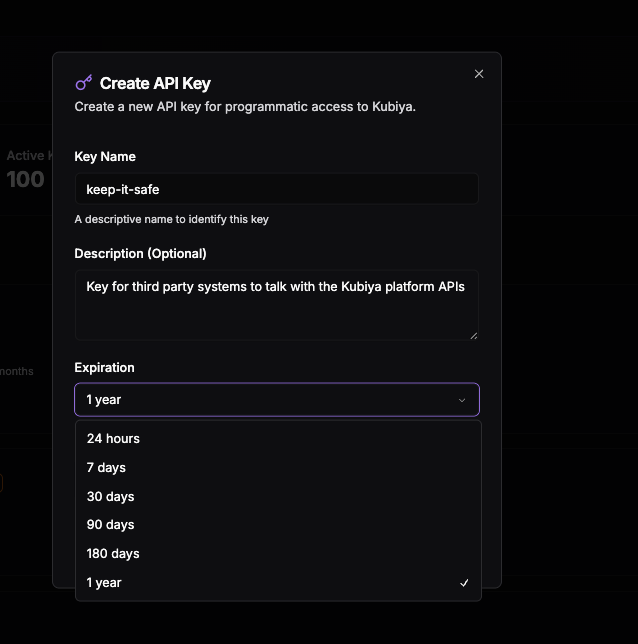 Create API Key
Create a new API key for programmatic access to Kubiya.
Active
100
Key Name
keep-it-safe
A descriptive name to identify this key
Description (Optional)
Key for third party systems to talk with the Kubiya platform APIs
months
Expiration
1 year
24 hours
7 days
30 days
90 days
180 days
1 year